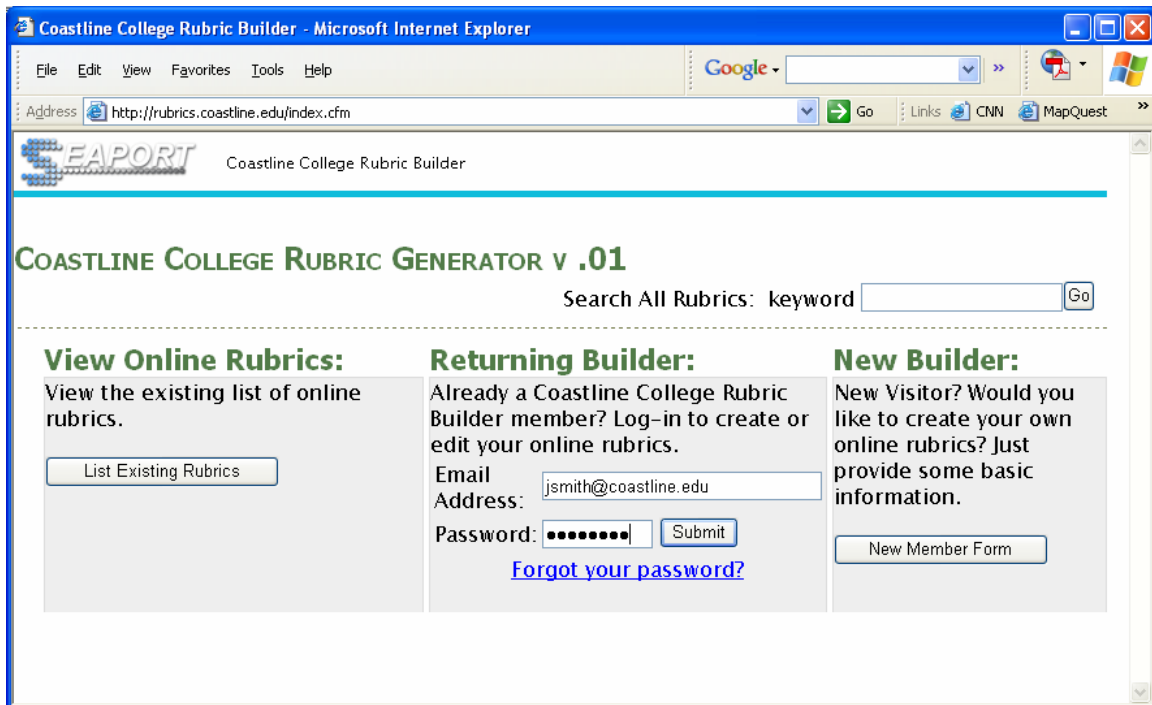 Coastline College Rubric Builder - Microsoft Internet Explorer
File Edit View Favorites Tools Help
Google
»
Address http://rubrics.coastline.edu/index.cfm Go Links CNN MapQuest »
SEAPORT Coastline College Rubric Builder
COASTLINE COLLEGE RUBRIC GENERATOR V .01
Search All Rubrics: keyword Go
View Online Rubrics:
View the existing list of online
rubrics.
List Existing Rubrics
Returning Builder:
Already a Coastline College Rubric
Builder member? Log-in to create or
edit your online rubrics.
Email
Address: jsmith@coastline.edu
Password: •••••••• Submit
Forgot your password?
New Builder:
New Visitor? Would you
like to create your own
online rubrics? Just
provide some basic
information.
New Member Form